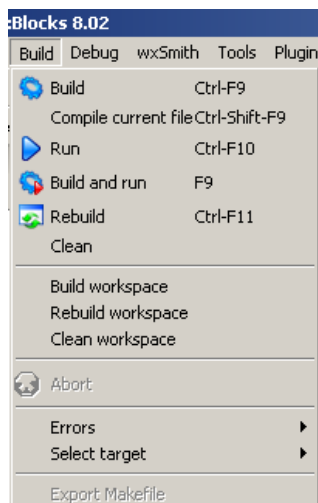 :Blocks 8.02
Build Debug wxSmith Tools Plugin
Build Ctrl-F9
Compile current file Ctrl-Shift-F9
Run Ctrl-F10
Build and run F9
Rebuild Ctrl-F11
Clean
Build workspace
Rebuild workspace
Clean workspace
Abort
Errors
Select target
Export Makefile